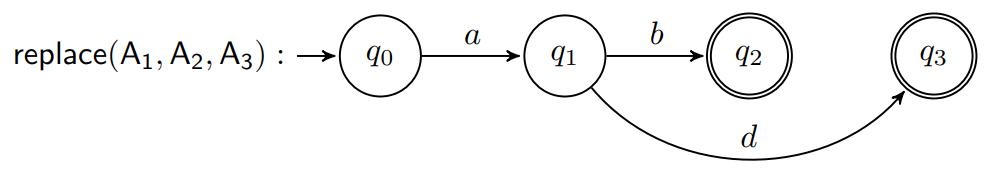 replace(A₁, A₂, A₃) : q₀ a q₁ b q₂ q₃
d